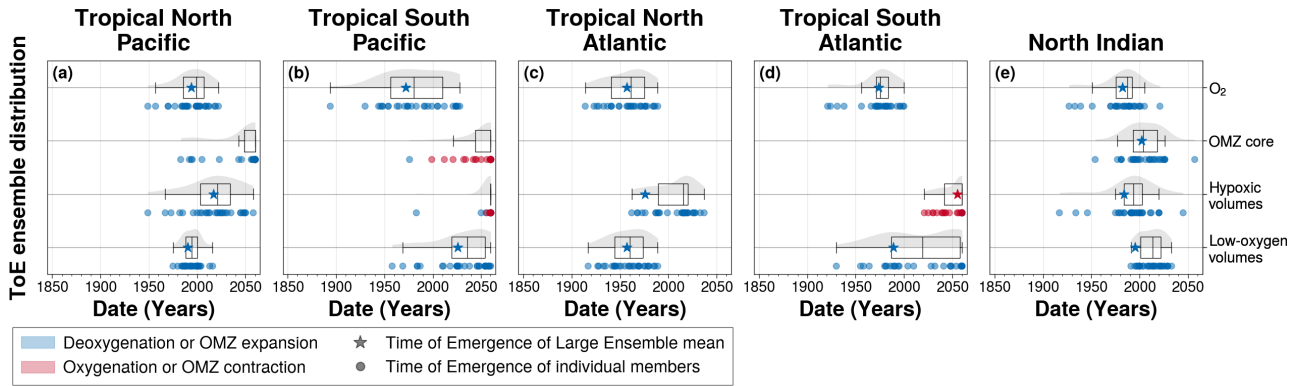 Tropical North
Pacific
Tropical South
Pacific
Tropical North
Atlantic
Tropical South
Atlantic
North Indian
ToE ensemble distribution
(a)
(b)
(c)
(d)
(e)
O₂
OMZ core
Hypoxic
volumes
Low-oxygen
volumes
1850 1900 1950 2000 2050
1850 1900 1950 2000 2050
1850 1900 1950 2000 2050
1850 1900 1950 2000 2050
1850 1900 1950 2000 2050
Date (Years)
Date (Years)
Date (Years)
Date (Years)
Date (Years)
Deoxygenation or OMZ expansion
Oxygenation or OMZ contraction
Time of Emergence of Large Ensemble mean
Time of Emergence of individual members